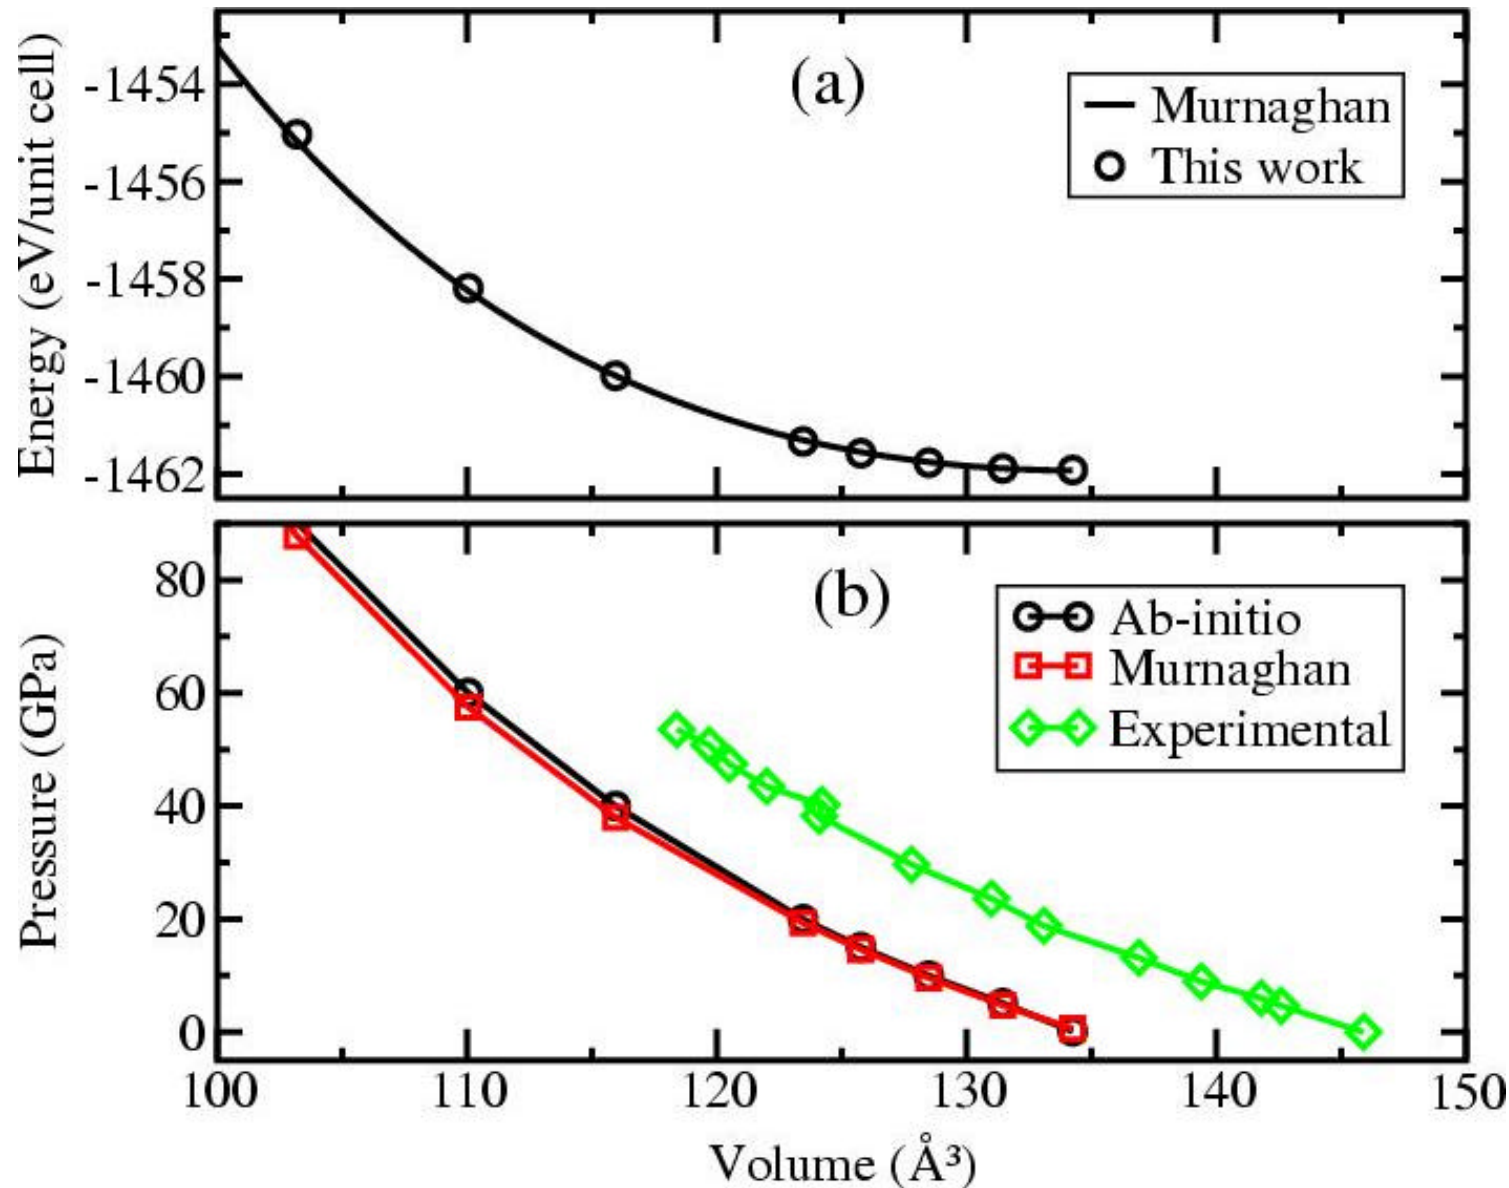 (a)
Murnaghan
This work
Energy (eV/unit cell)
-1454
-1456
-1458
-1460
-1462
(b)
Ab-initio
Murnaghan
Experimental
Pressure (GPa)
80
60
40
20
0
100 110 120 130 140 150
Volume (Å³)